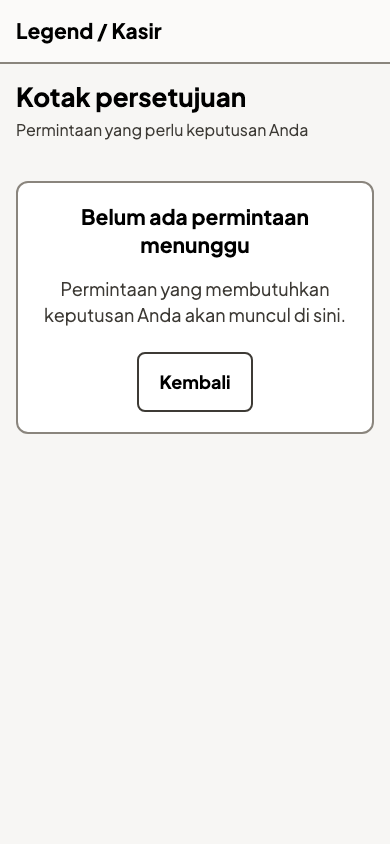 Legend / Kasir
Kotak persetujuan
Permintaan yang perlu keputusan Anda
Belum ada permintaan
menunggu
Permintaan yang membutuhkan
keputusan Anda akan muncul di sini.
Kembali